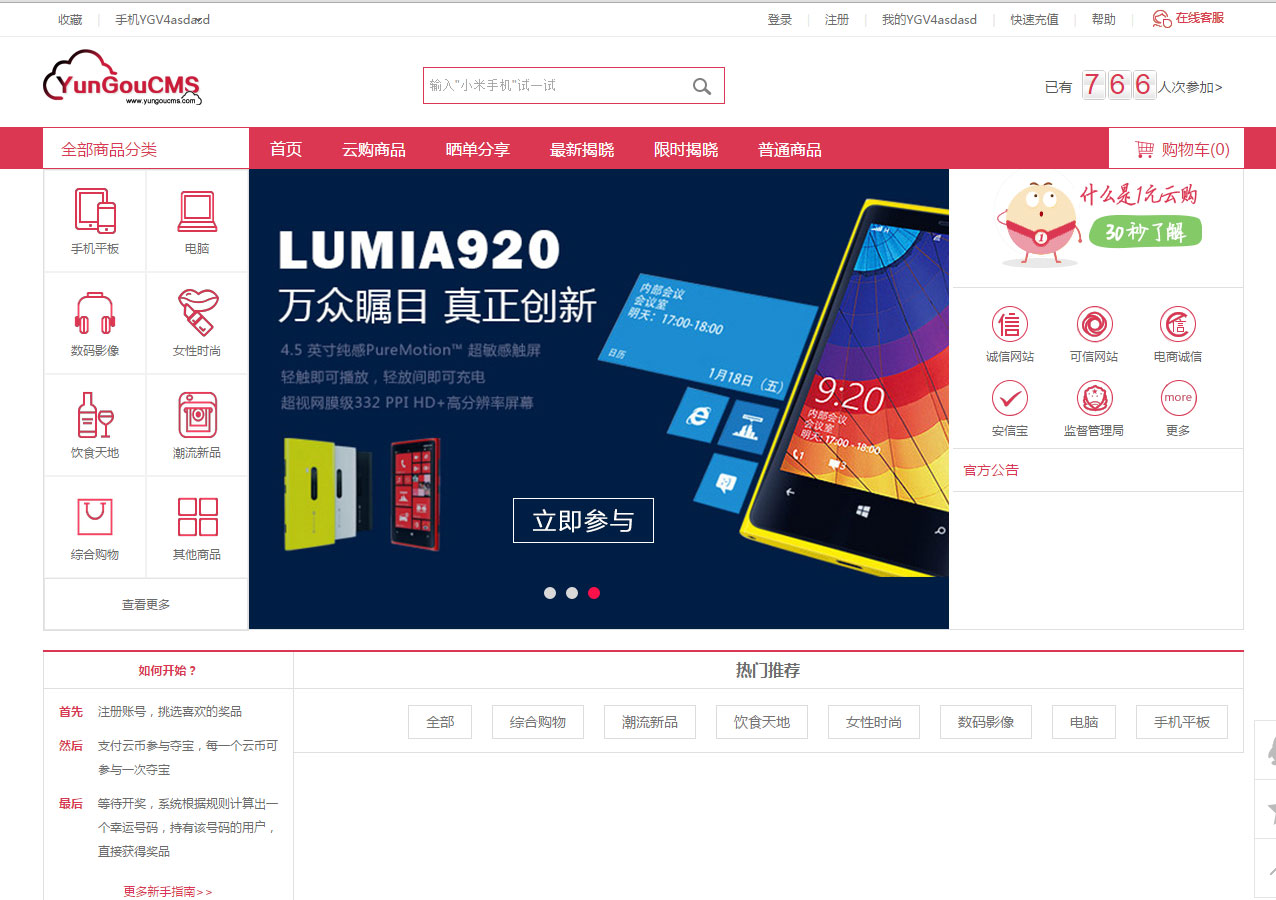 收藏
手机YGV4asdasd
登录
注册
我的YGV4asdasd
快速充值
帮助
在线客服
YunGouCMS
www.yungoucms.com
输入"小米手机"试一试
已有 766 人次参加>
全部商品分类
首页
云购商品
晒单分享
最新揭晓
限时揭晓
普通商品
购物车(0)
手机平板
电脑
数码影像
女性时尚
饮食天地
潮流新品
综合购物
其他商品
查看更多
LUMIA920
万众瞩目 真正创新
4.5 英寸纯感PureMotion™ 超敏感触屏
轻触即可播放，轻放间即可充电
超视网膜级332 PPI HD+高分辨率屏幕
内部会议
会议室
明天：17:00-18:00
日历
1月18日（五）
9:20
内部会议
会议室
明天：17:00 - 18:00
1
3
立即参与
什么是1元云购
30秒了解
1
信
信
诚信网站
可信网站
电商诚信
more
安信宝
监督管理局
更多
官方公告
如何开始？
首先 注册账号，挑选喜欢的奖品
然后 支付云币参与夺宝，每一个云币可
参与一次夺宝
最后 等待开奖，系统根据规则计算出一
个幸运号码，持有该号码的用户，
直接获得奖品
更多新手指南>>
热门推荐
全部
综合购物
潮流新品
饮食天地
女性时尚
数码影像
电脑
手机平板